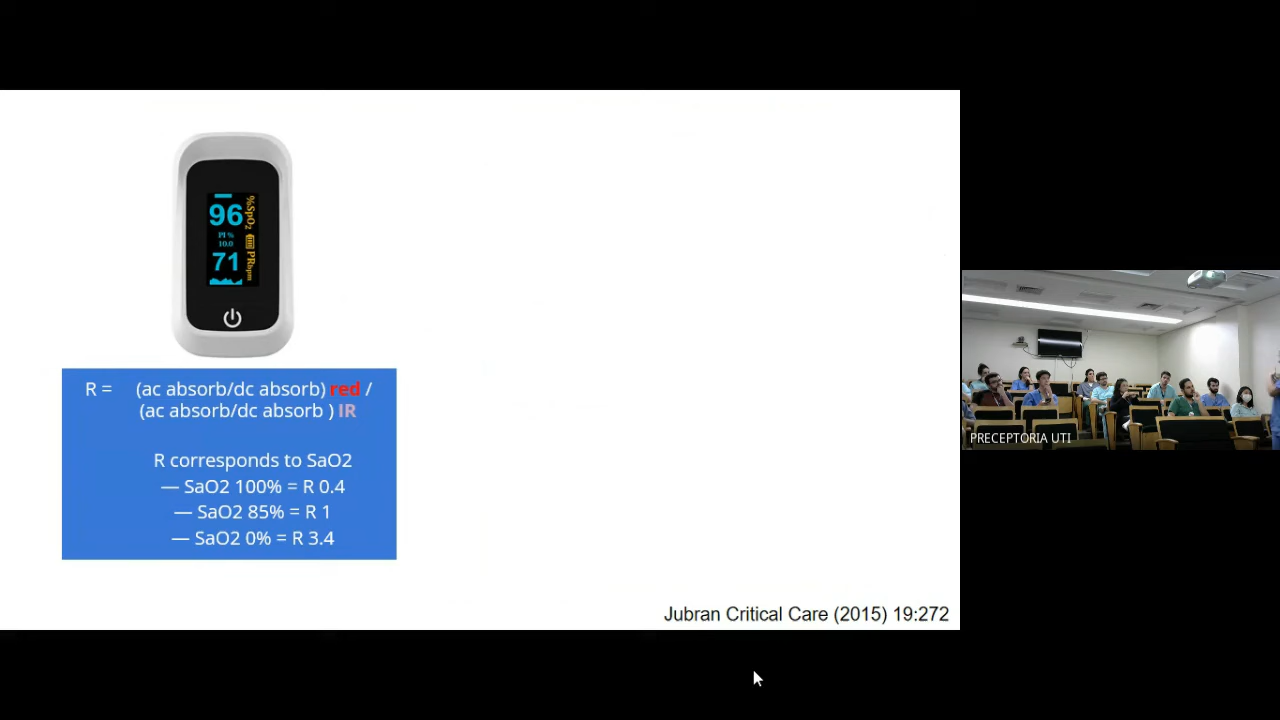 96
%SpO2
PI %
10.0
71
PRbpm
R = (ac absorb/dc absorb) red /
(ac absorb/dc absorb ) IR
R corresponds to SaO2
— SaO2 100% = R 0.4
— SaO2 85% = R 1
— SaO2 0% = R 3.4
Jubran Critical Care (2015) 19:272
PRECEPTORIA UTI